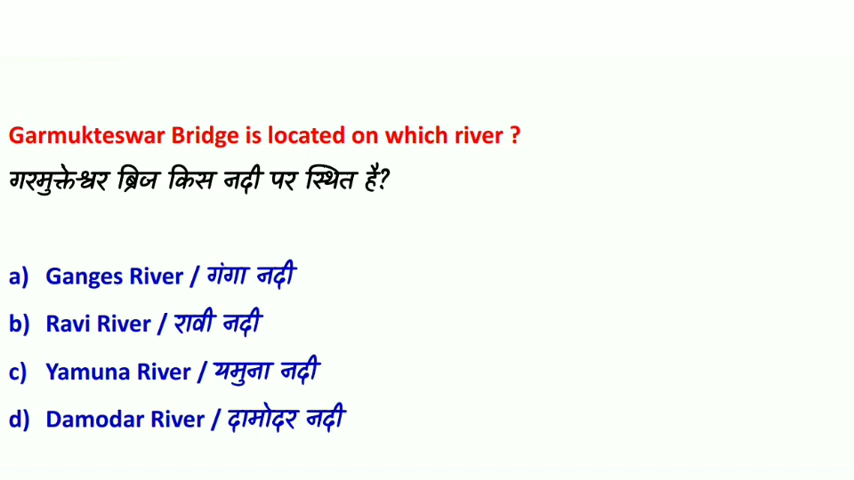 Garmukteswar Bridge is located on which river ?
गरमुक्तेश्वर ब्रिज किस नदी पर स्थित है?
a) Ganges River / गंगा नदी
b) Ravi River / रावी नदी
c) Yamuna River / यमुना नदी
d) Damodar River / दामोदर नदी